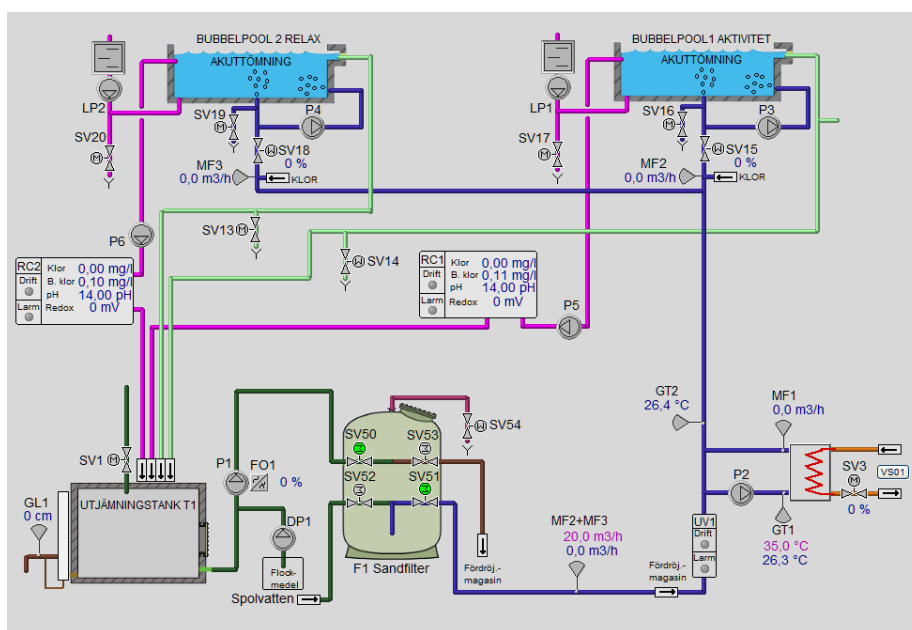 BUBBELPOOL 2 RELAX
BUBBELPOOL1 AKTIVITET
AKUTTÖMNING
AKUTTÖMNING
LP2
SV19
P4
LP1
SV16
P3
SV20
M
M
SV18
0 %
SV17
M
M
SV15
0 %
MF3
0,0 m3/h
KLOR
MF2
0,0 m3/h
KLOR
P6
SV13 M
SV14
RC2
Drift
Larm
Klor 0,00 mg/l
B. klor 0,10 mg/l
pH 14,00 pH
Redox 0 mV
RC1
Drift
Larm
Klor 0,00 mg/l
B. klor 0,11 mg/l
pH 14,00 pH
Redox 0 mV
P5
GT2
26,4 °C
MF1
0,0 m3/h
SV1 M
P1
FO1
0 %
SV50
SV53
SV54
SV52
SV51
P2
SV3
M
0 %
VS01
GL1
0 cm
UTJÄMNINGSTANK T1
DP1
Flock-
medel
Spolvatten
F1 Sandfilter
Fördröj.-
magasin
MF2+MF3
20,0 m3/h
0,0 m3/h
Fördröj.-
magasin
UV1
Drift
Larm
GT1
35,0 °C
26,3 °C